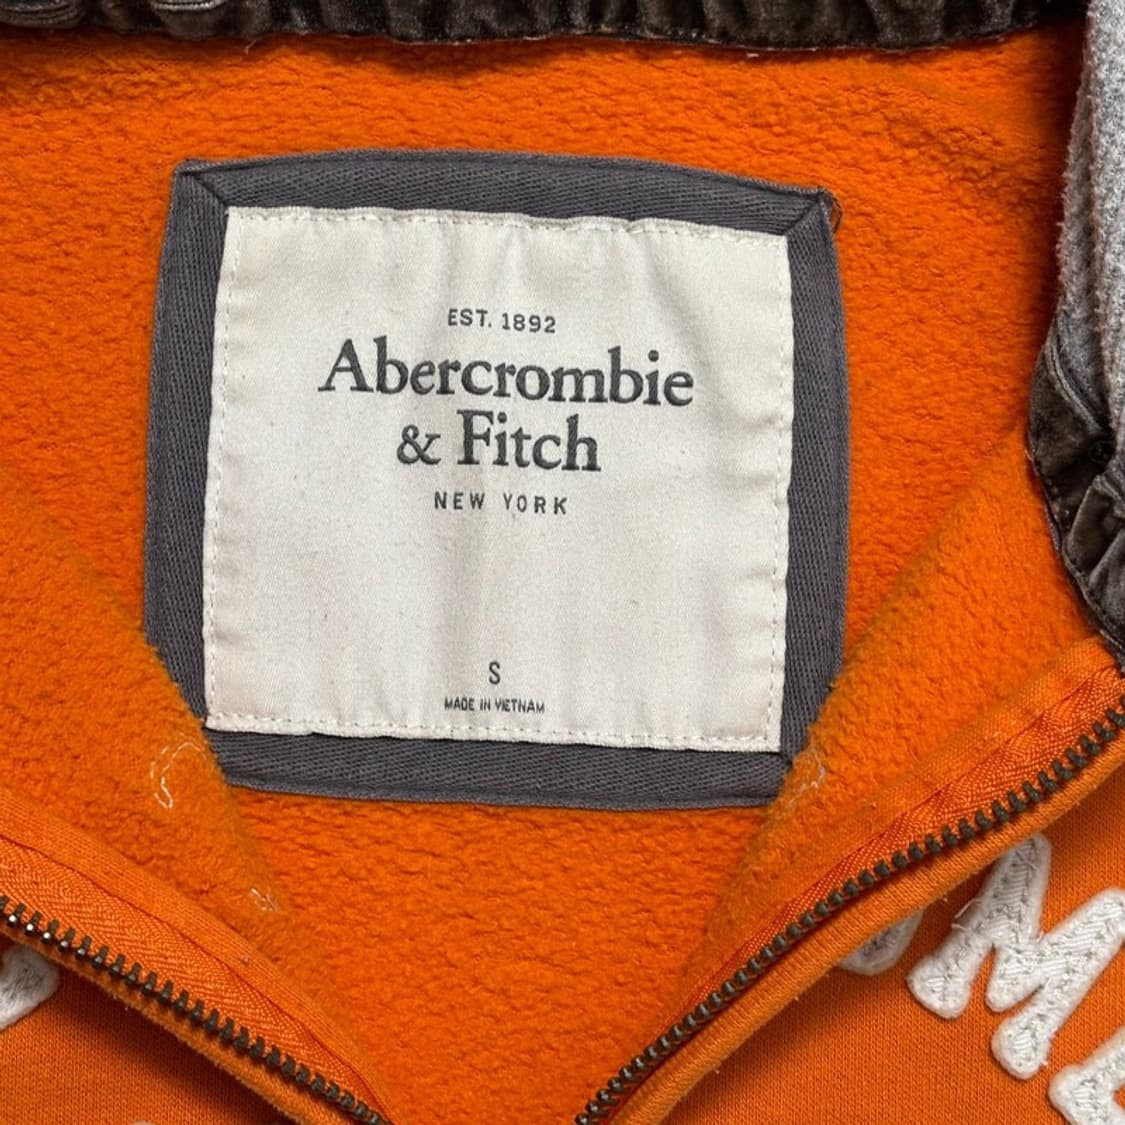 EST. 1892
Abercrombie
& Fitch
NEW YORK
S
MADE IN VIETNAM